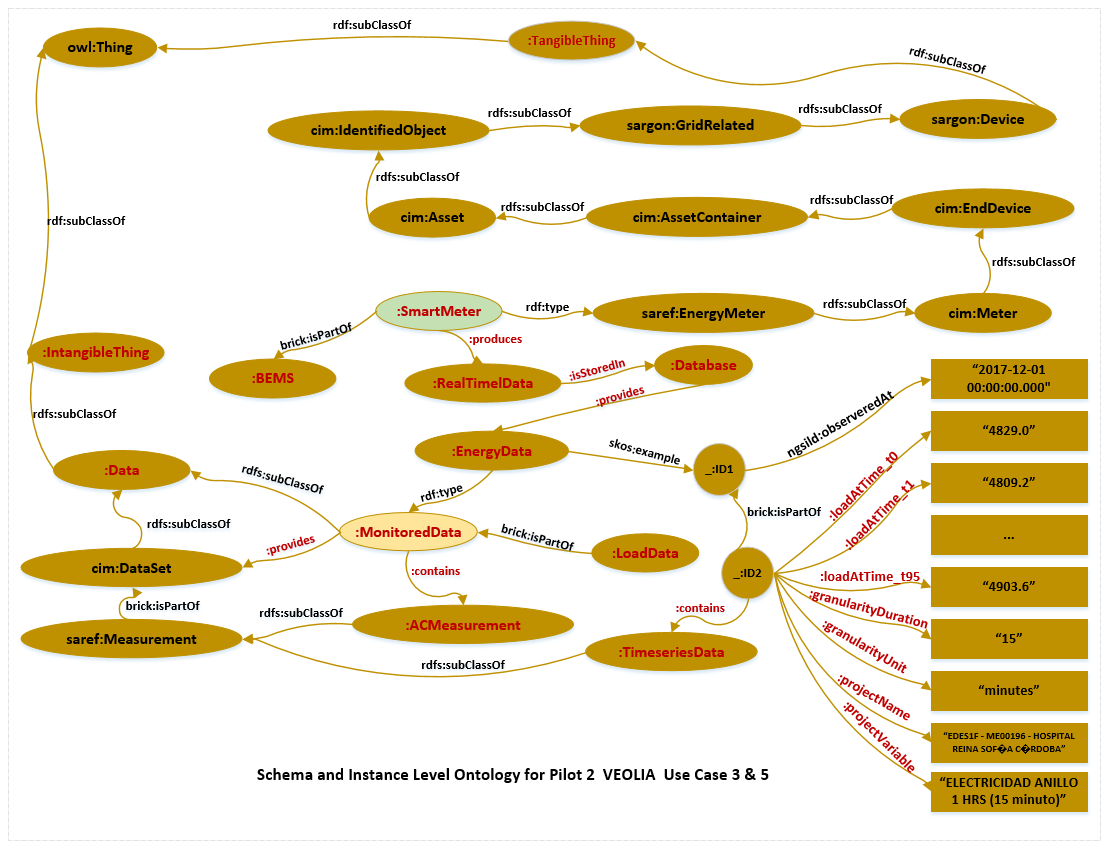 rdf:subClassOf
owl:Thing
:TangibleThing
rdf:subClassOf
cim:IdentifiedObject
rdfs:subClassOf
sargon:GridRelated
rdfs:subClassOf
sargon:Device
rdfs:subClassOf
cim:Asset
rdfs:subClassOf
cim:AssetContainer
rdfs:subClassOf
cim:EndDevice
rdf:subClassOf
rdfs:subClassOf
:SmartMeter
rdf:type
saref:EnergyMeter
rdfs:subClassOf
cim:Meter
brick:isPartOf
:produces
:IntangibleThing
:BEMS
:RealTimelData
:isStoredIn
:Database
:provides
“2017-12-01
00:00:00.000"
rdf:subClassOf
:EnergyData
skos:example
_:ID1
ngsild:observeredAt
“4829.0”
:Data
rdfs:subClassOf
rdf:type
:loadAtTime_t0
“4809.2”
:loadAtTime_t1
rdfs:subClassOf
:MonitoredData
brick:isPartOf
brick:isPartOf
:LoadData
...
:provides
cim:DataSet
:contains
_:ID2
:loadAtTime_t95
“4903.6”
brick:isPartOf
rdfs:subClassOf
:contains
:granularityDuration
saref:Measurement
:ACMeasurement
“15”
rdfs:subClassOf
:TimeseriesData
:granularityUnit
“minutes”
:projectName
“EDES1F - ME00196 - HOSPITAL
REINA SOF�A C�RDOBA”
:projectVariable
“ELECTRICIDAD ANILLO
1 HRS (15 minuto)”
Schema and Instance Level Ontology for Pilot 2 VEOLIA Use Case 3 & 5